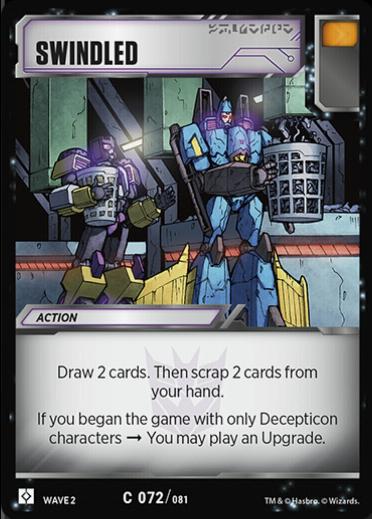 SWINDLED
ACTION
Draw 2 cards. Then scrap 2 cards from
your hand.
If you began the game with only Decepticon
characters → You may play an Upgrade.
WAVE 2
C 072/081
TM & © Hasbro. © Wizards.